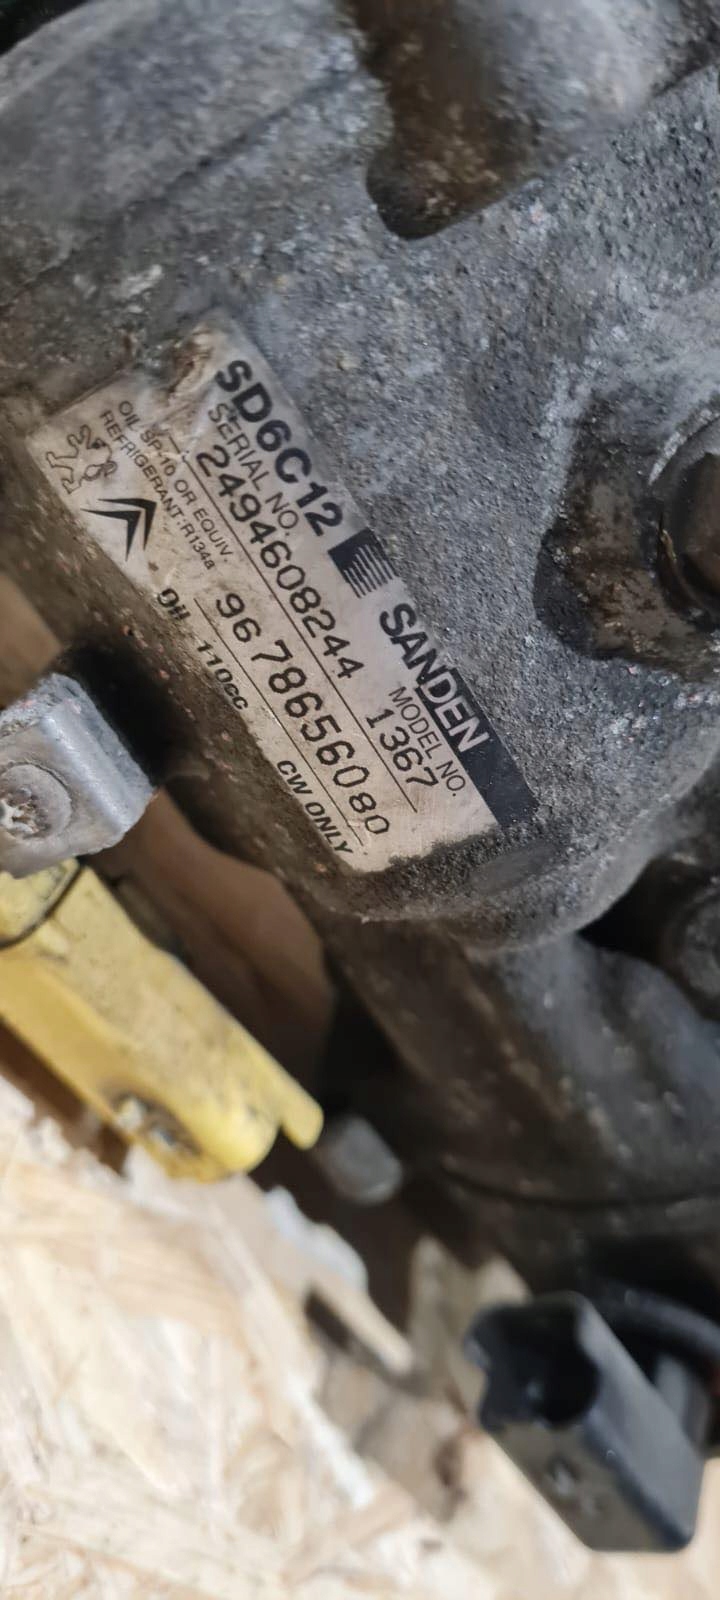 SD6C12 SANDEN
SERIAL NO. MODEL NO.
2494608244 1367
OIL SP-10 OR EQUIV.
REFRIGERANT:R134a
9678656080
DH 110cc CW ONLY